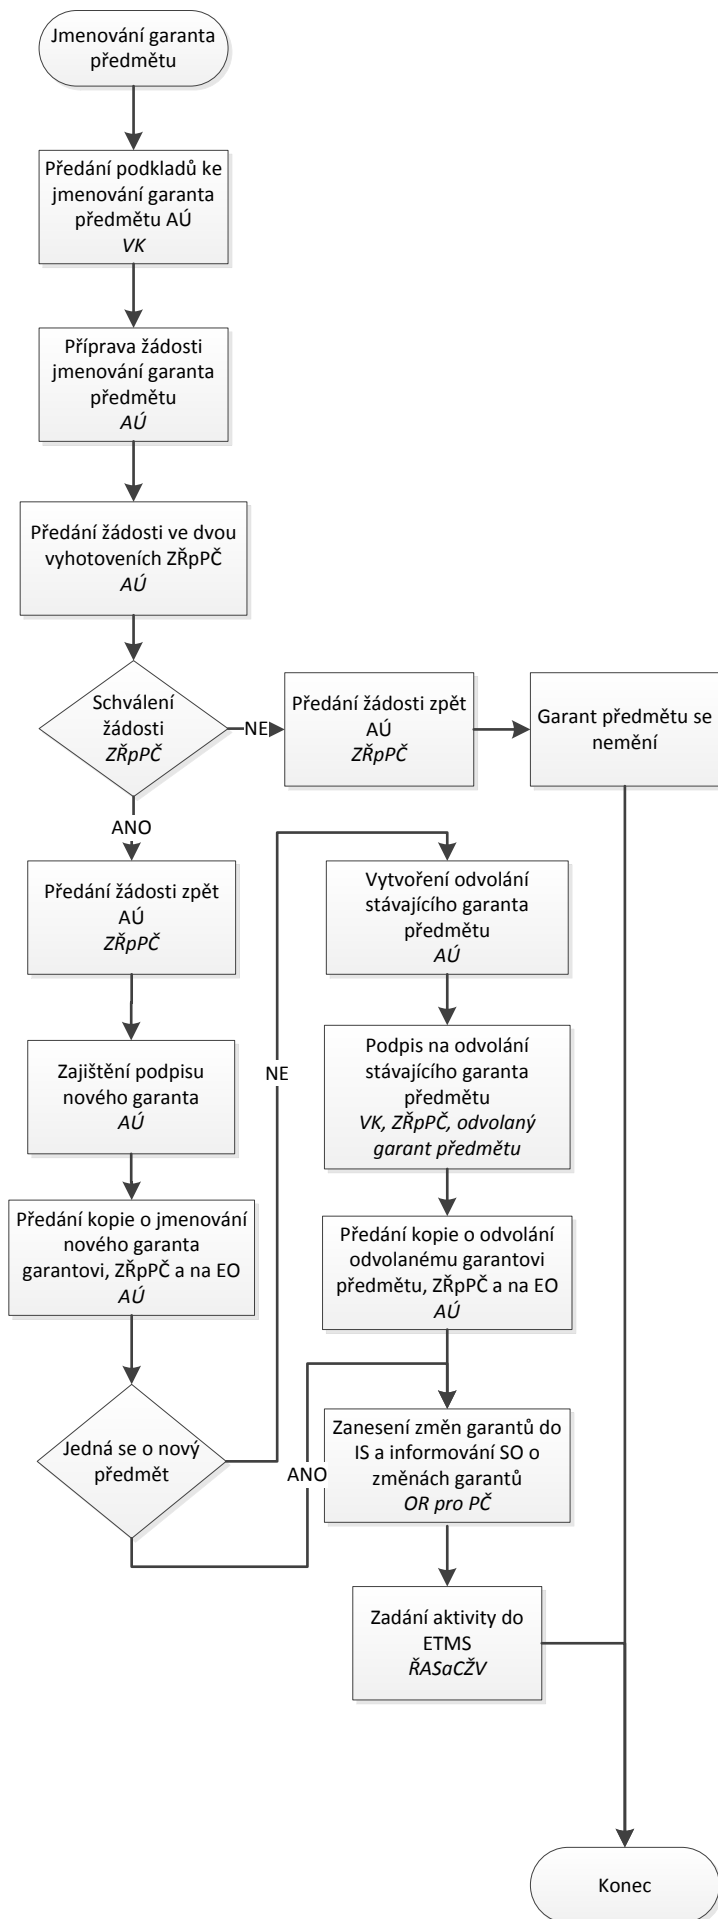 Jmenování garanta
předmětu
Předání podkladů ke
jmenování garanta
předmětu AÚ
VK
Příprava žádosti
jmenování garanta
předmětu
AÚ
Předání žádosti ve dvou
vyhotoveních ZŘpPČ
AÚ
Schválení
žádosti
ZŘpPČ
NE
Předání žádosti zpět
AÚ
ZŘpPČ
Garant předmětu se
nemění
ANO
Předání žádosti zpět
AÚ
ZŘpPČ
Zajištění podpisu
nového garanta
AÚ
Předání kopie o jmenování
nového garanta
garantovi, ZŘpPČ a na EO
AÚ
Jedná se o nový
předmět
NE
Vytvoření odvolání
stávajícího garanta
předmětu
AÚ
Podpis na odvolání
stávajícího garanta
předmětu
VK, ZŘpPČ, odvolaný
garant předmětu
Předání kopie o odvolání
odvolanému garantovi
předmětu, ZŘpPČ a na EO
AÚ
ANO
Zanesení změn garantů do
IS a informování SO o
změnách garantů
OR pro PČ
Zadání aktivity do
ETMS
ŘASaCŽV
Konec